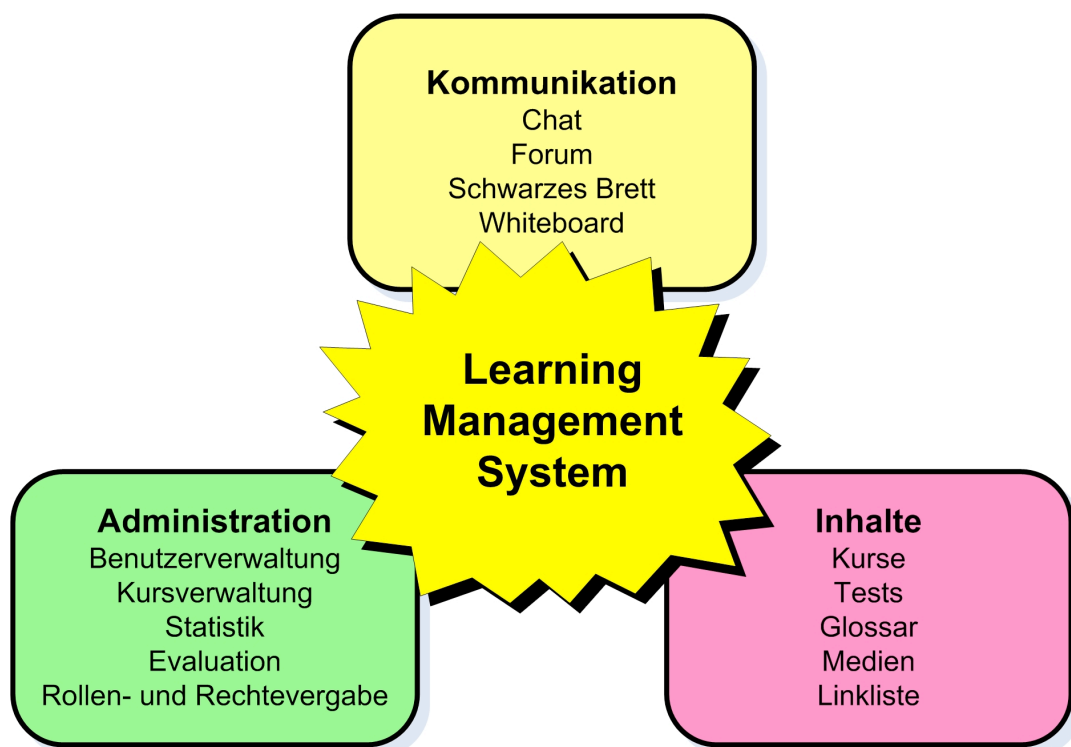 Kommunikation
Chat
Forum
Schwarzes Brett
Whiteboard
Learning
Management
System
Administration
Benutzerverwaltung
Kursverwaltung
Statistik
Evaluation
Rollen- und Rechtevergabe
Inhalte
Kurse
Tests
Glossar
Medien
Linkliste